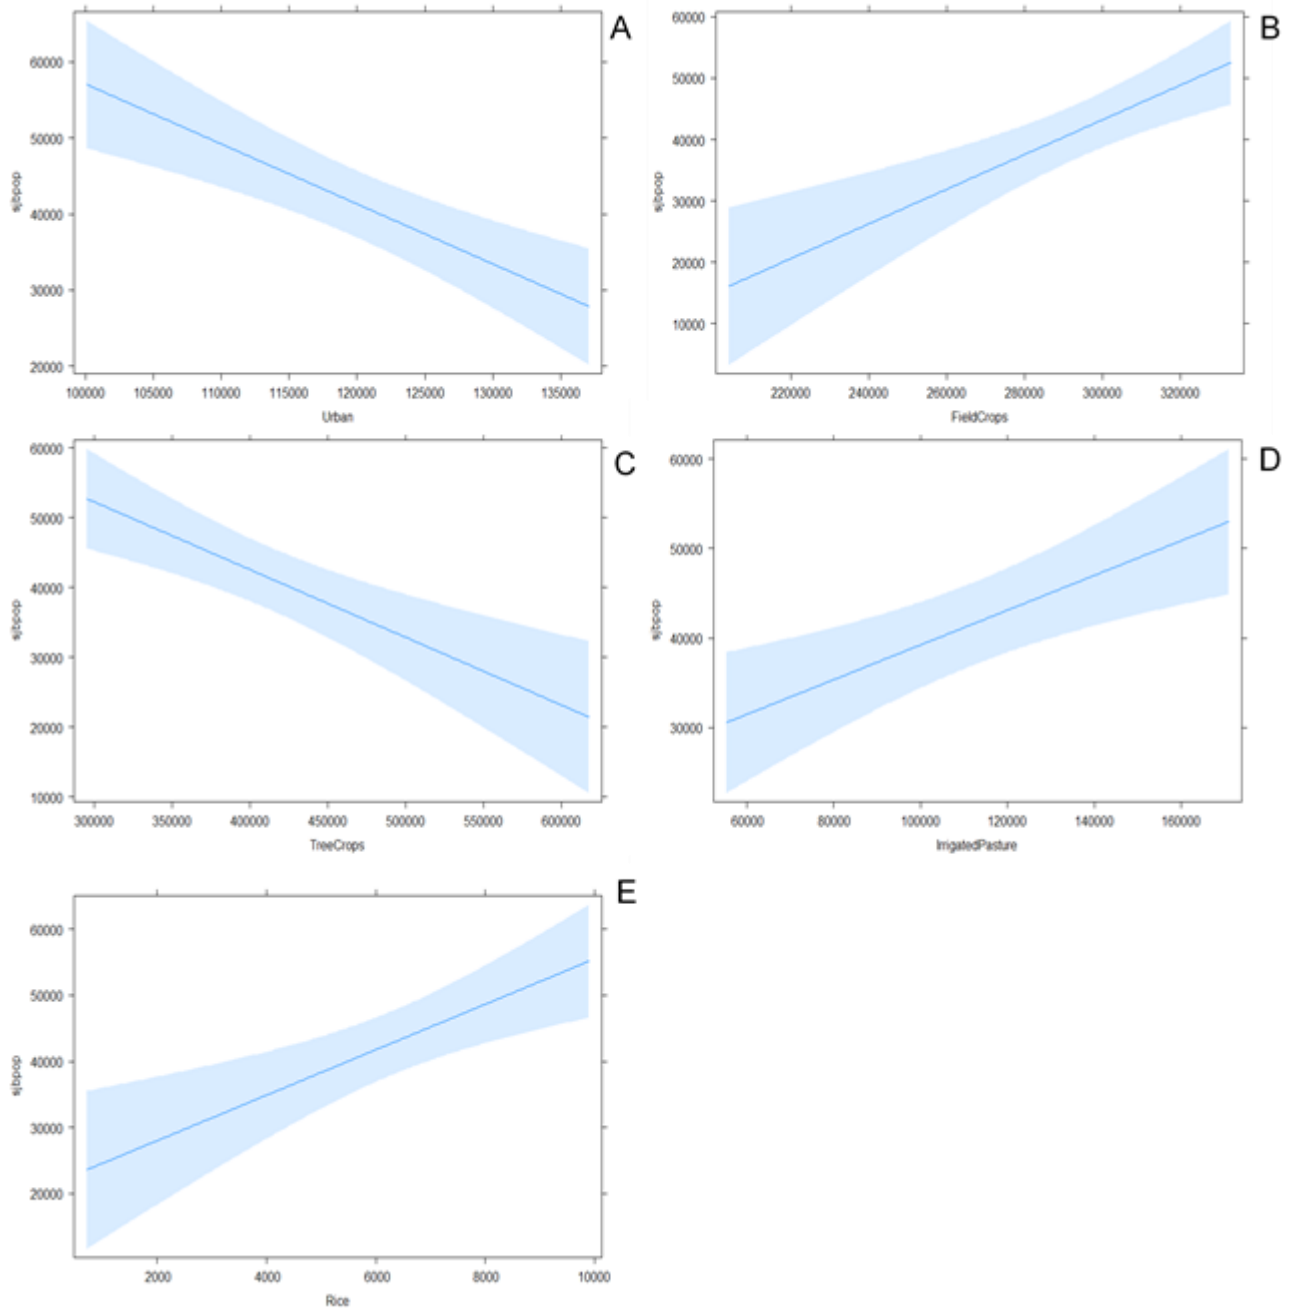 A
sjbpop
60000
50000
40000
30000
20000
100000 105000 110000 115000 120000 125000 130000 135000
Urban
B
sjbpop
60000
50000
40000
30000
20000
10000
220000 240000 260000 280000 300000 320000
FieldCrops
C
sjbpop
60000
50000
40000
30000
20000
10000
300000 350000 400000 450000 500000 550000 600000
TreeCrops
D
sjbpop
60000
50000
40000
30000
60000 80000 100000 120000 140000 160000
IrrigatedPasture
E
sjbpop
60000
50000
40000
30000
20000
2000 4000 6000 8000 10000
Rice